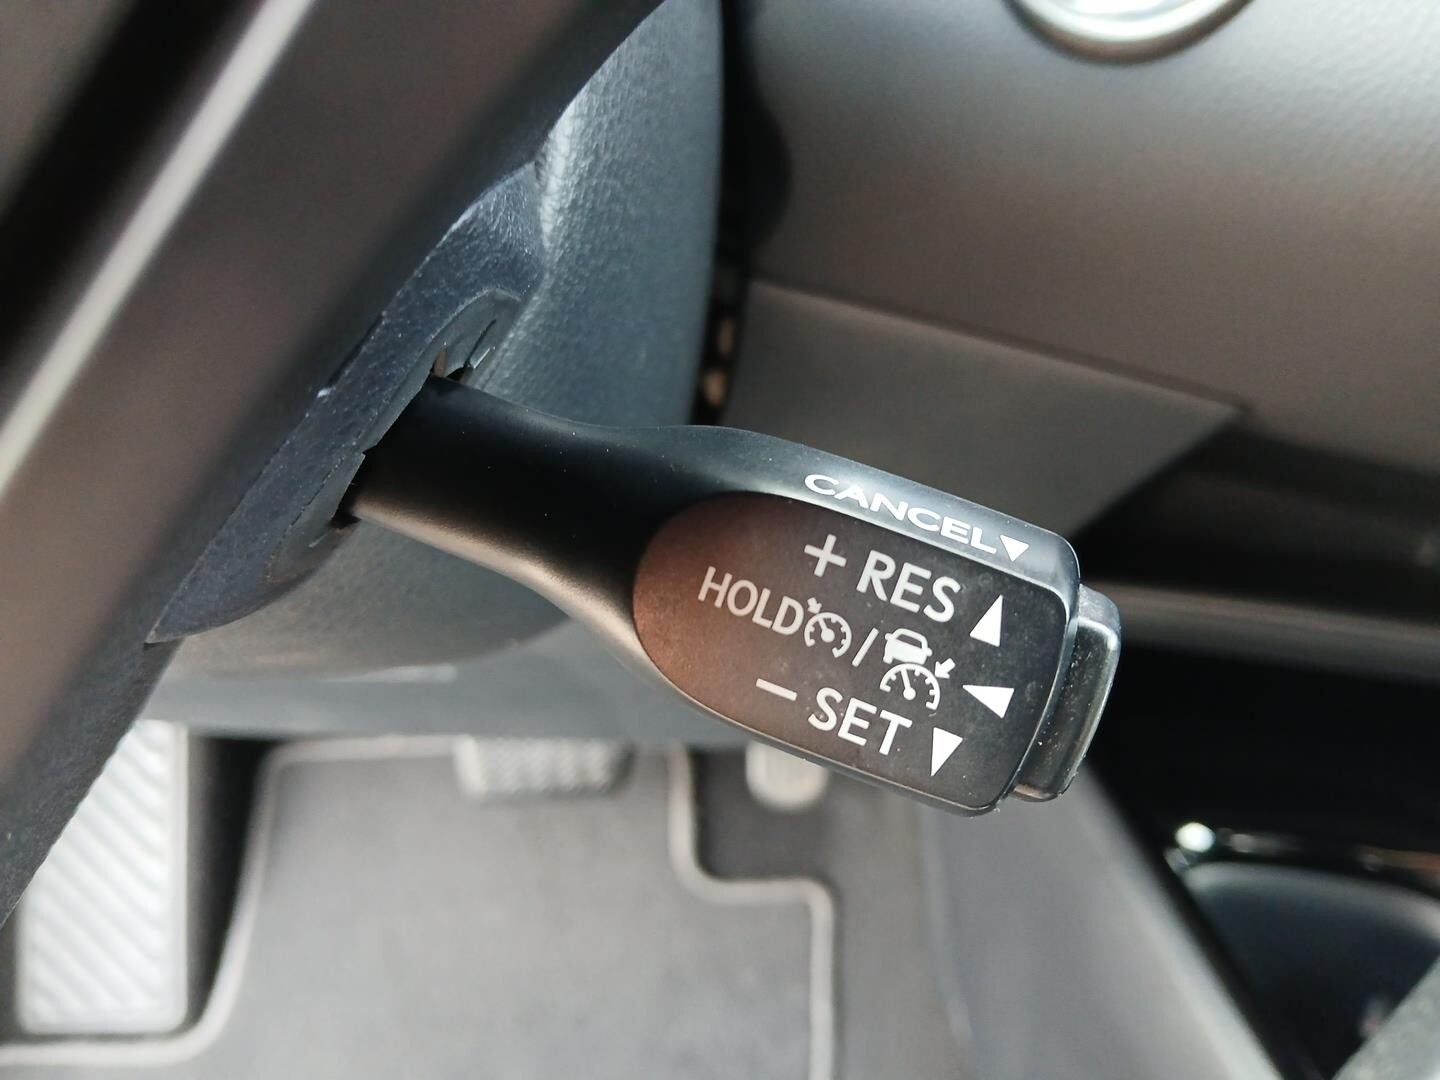 CANCEL▼
+ RES ▲
HOLD / ◀
− SET ▼